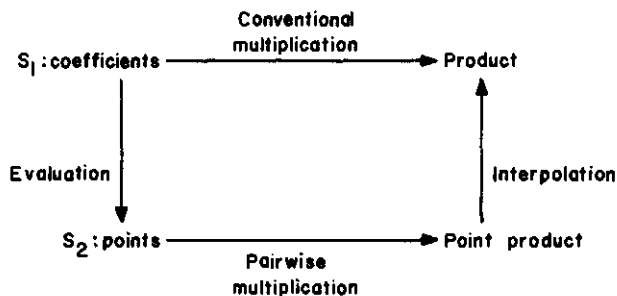 Conventional
multiplication
S₁:coefficients
Product
Evaluation
Interpolation
S₂:points
Point product
Pairwise
multiplication